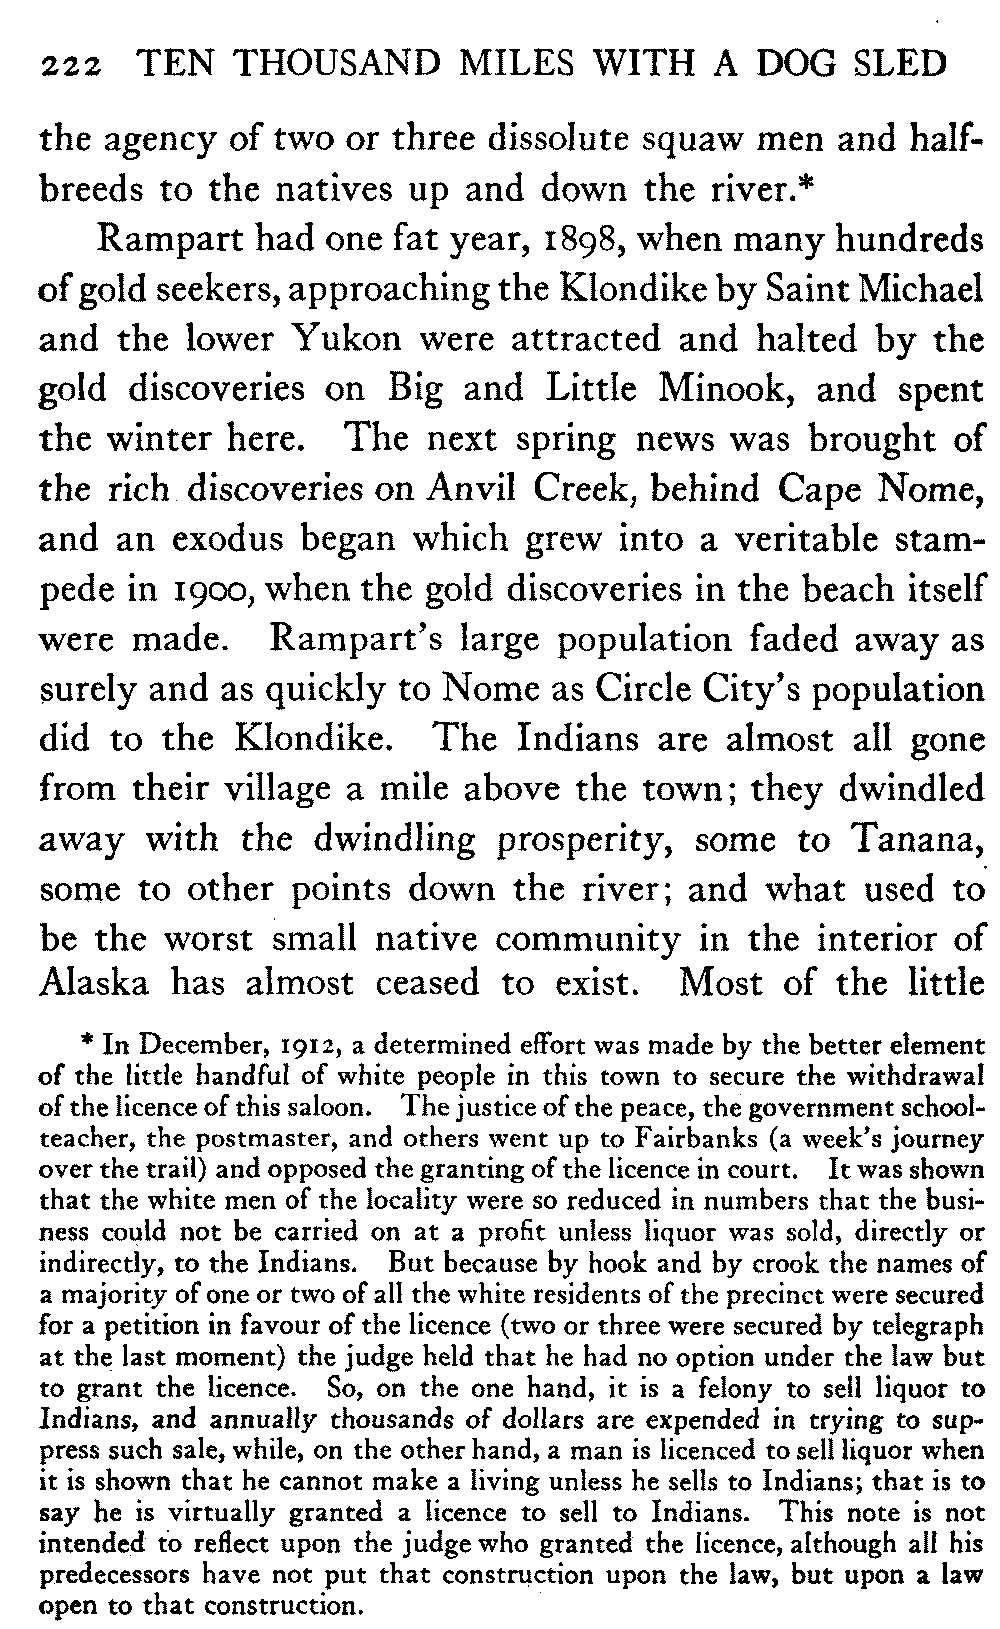 222 TEN THOUSAND MILES WITH A DOG SLED
the agency of two or three dissolute squaw men and half-
breeds to the natives up and down the river.*
Rampart had one fat year, 1898, when many hundreds
of gold seekers, approaching the Klondike by Saint Michael
and the lower Yukon were attracted and halted by the
gold discoveries on Big and Little Minook, and spent
the winter here. The next spring news was brought of
the rich discoveries on Anvil Creek, behind Cape Nome,
and an exodus began which grew into a veritable stam-
pede in 1900, when the gold discoveries in the beach itself
were made. Rampart's large population faded away as
surely and as quickly to Nome as Circle City's population
did to the Klondike. The Indians are almost all gone
from their village a mile above the town; they dwindled
away with the dwindling prosperity, some to Tanana,
some to other points down the river; and what used to
be the worst small native community in the interior of
Alaska has almost ceased to exist. Most of the little
* In December, 1912, a determined effort was made by the better element
of the little handful of white people in this town to secure the withdrawal
of the licence of this saloon. The justice of the peace, the government school-
teacher, the postmaster, and others went up to Fairbanks (a week's journey
over the trail) and opposed the granting of the licence in court. It was shown
that the white men of the locality were so reduced in numbers that the busi-
ness could not be carried on at a profit unless liquor was sold, directly or
indirectly, to the Indians. But because by hook and by crook the names of
a majority of one or two of all the white residents of the precinct were secured
for a petition in favour of the licence (two or three were secured by telegraph
at the last moment) the judge held that he had no option under the law but
to grant the licence. So, on the one hand, it is a felony to sell liquor to
Indians, and annually thousands of dollars are expended in trying to sup-
press such sale, while, on the other hand, a man is licenced to sell liquor when
it is shown that he cannot make a living unless he sells to Indians; that is to
say he is virtually granted a licence to sell to Indians. This note is not
intended to reflect upon the judge who granted the licence, although all his
predecessors have not put that construction upon the law, but upon a law
open to that construction.